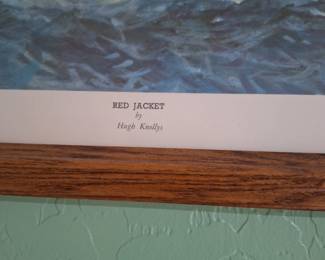 RED JACKET
by
Hugh Knollys